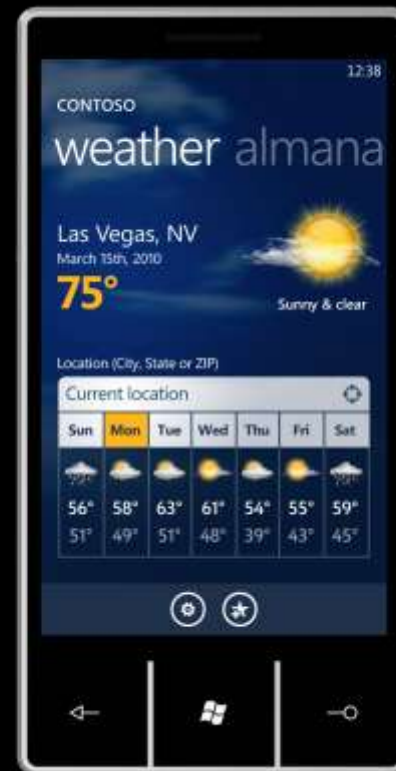 12:38
CONTOSO
weather almana
Las Vegas, NV
March 15th, 2010
75°
Sunny & clear
Location (City, State or ZIP)
Current location
Sun Mon Tue Wed Thu Fri Sat
56° 58° 63° 61° 54° 55° 59°
51° 49° 51° 48° 39° 43° 45°